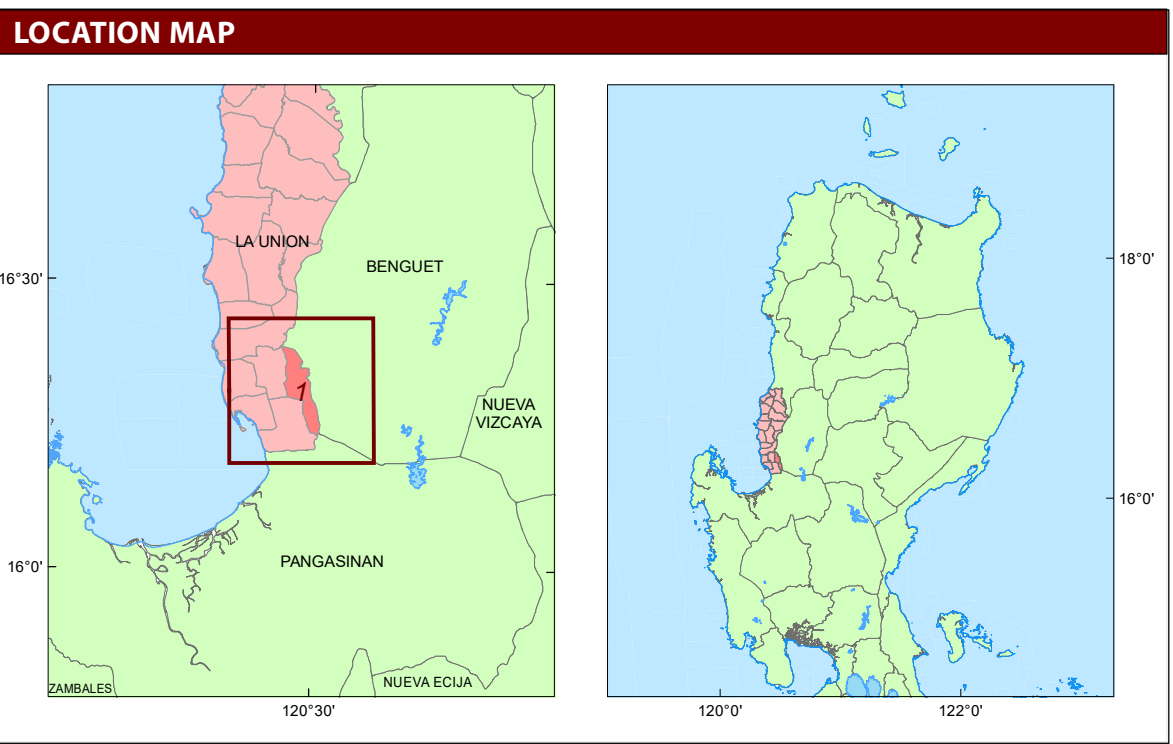 LOCATION MAP
LA UNION
BENGUET
16°30'
1
NUEVA
VIZCAYA
PANGASINAN
16°0'
ZAMBALES
NUEVA ECIJA
120°30'
18°0'
16°0'
120°0'
122°0'